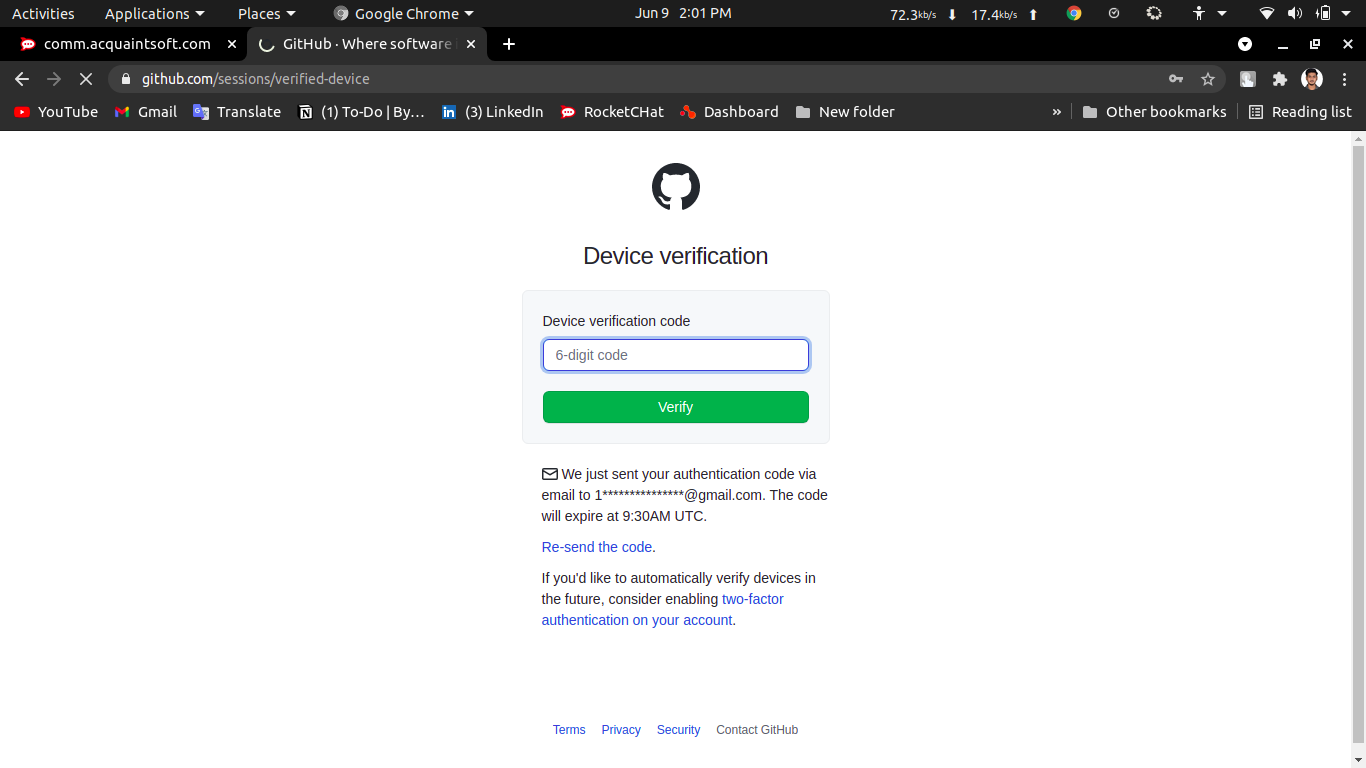 Activities Applications Places Google Chrome Jun 9 2:01 PM 72.3kb/s 17.4kb/s
comm.acquaintsoft.com GitHub · Where software
github.com/sessions/verified-device
YouTube Gmail Translate (1) To-Do | By… (3) LinkedIn RocketCHat Dashboard New folder » Other bookmarks Reading list
Device verification
Device verification code
6-digit code
Verify
We just sent your authentication code via
email to 1***************@gmail.com. The code
will expire at 9:30AM UTC.
Re-send the code.
If you'd like to automatically verify devices in
the future, consider enabling two-factor
authentication on your account.
Terms Privacy Security Contact GitHub